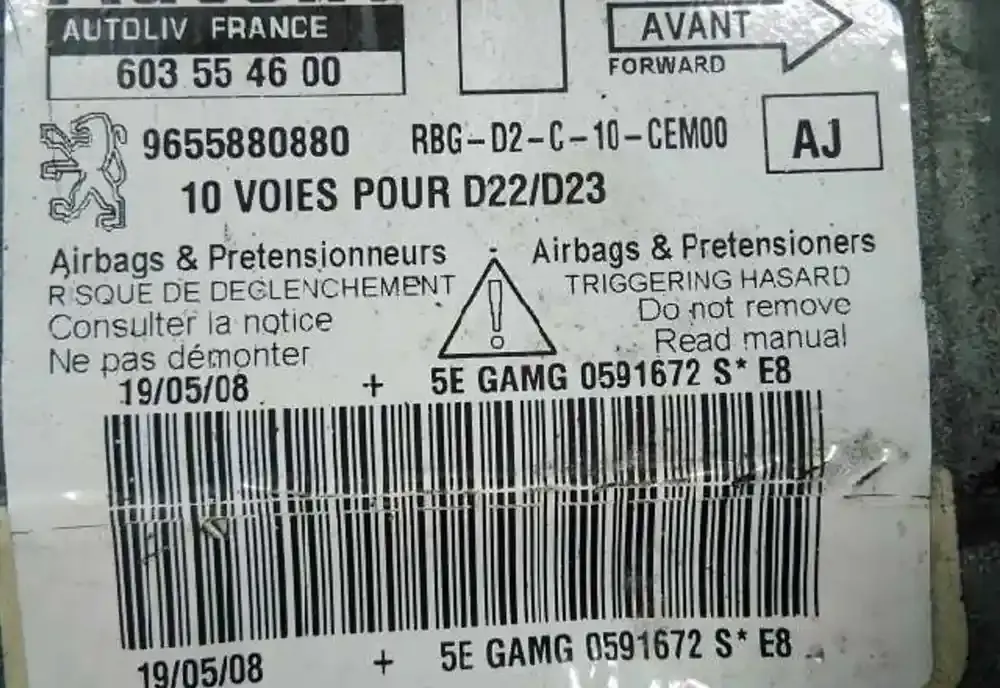 AUTOLIV FRANCE
603 55 46 00
AVANT
FORWARD
9655880880 RBG-D2-C-10-CEM00 AJ
10 VOIES POUR D22/D23
Airbags & Pretensionneurs
RISQUE DE DECLENCHEMENT
Consulter la notice
Ne pas démonter
Airbags & Pretensioners
TRIGGERING HASARD
Do not remove
Read manual
19/05/08 + 5E GAMG 0591672 S* E8
19/05/08 + 5E GAMG 0591672 S* E8